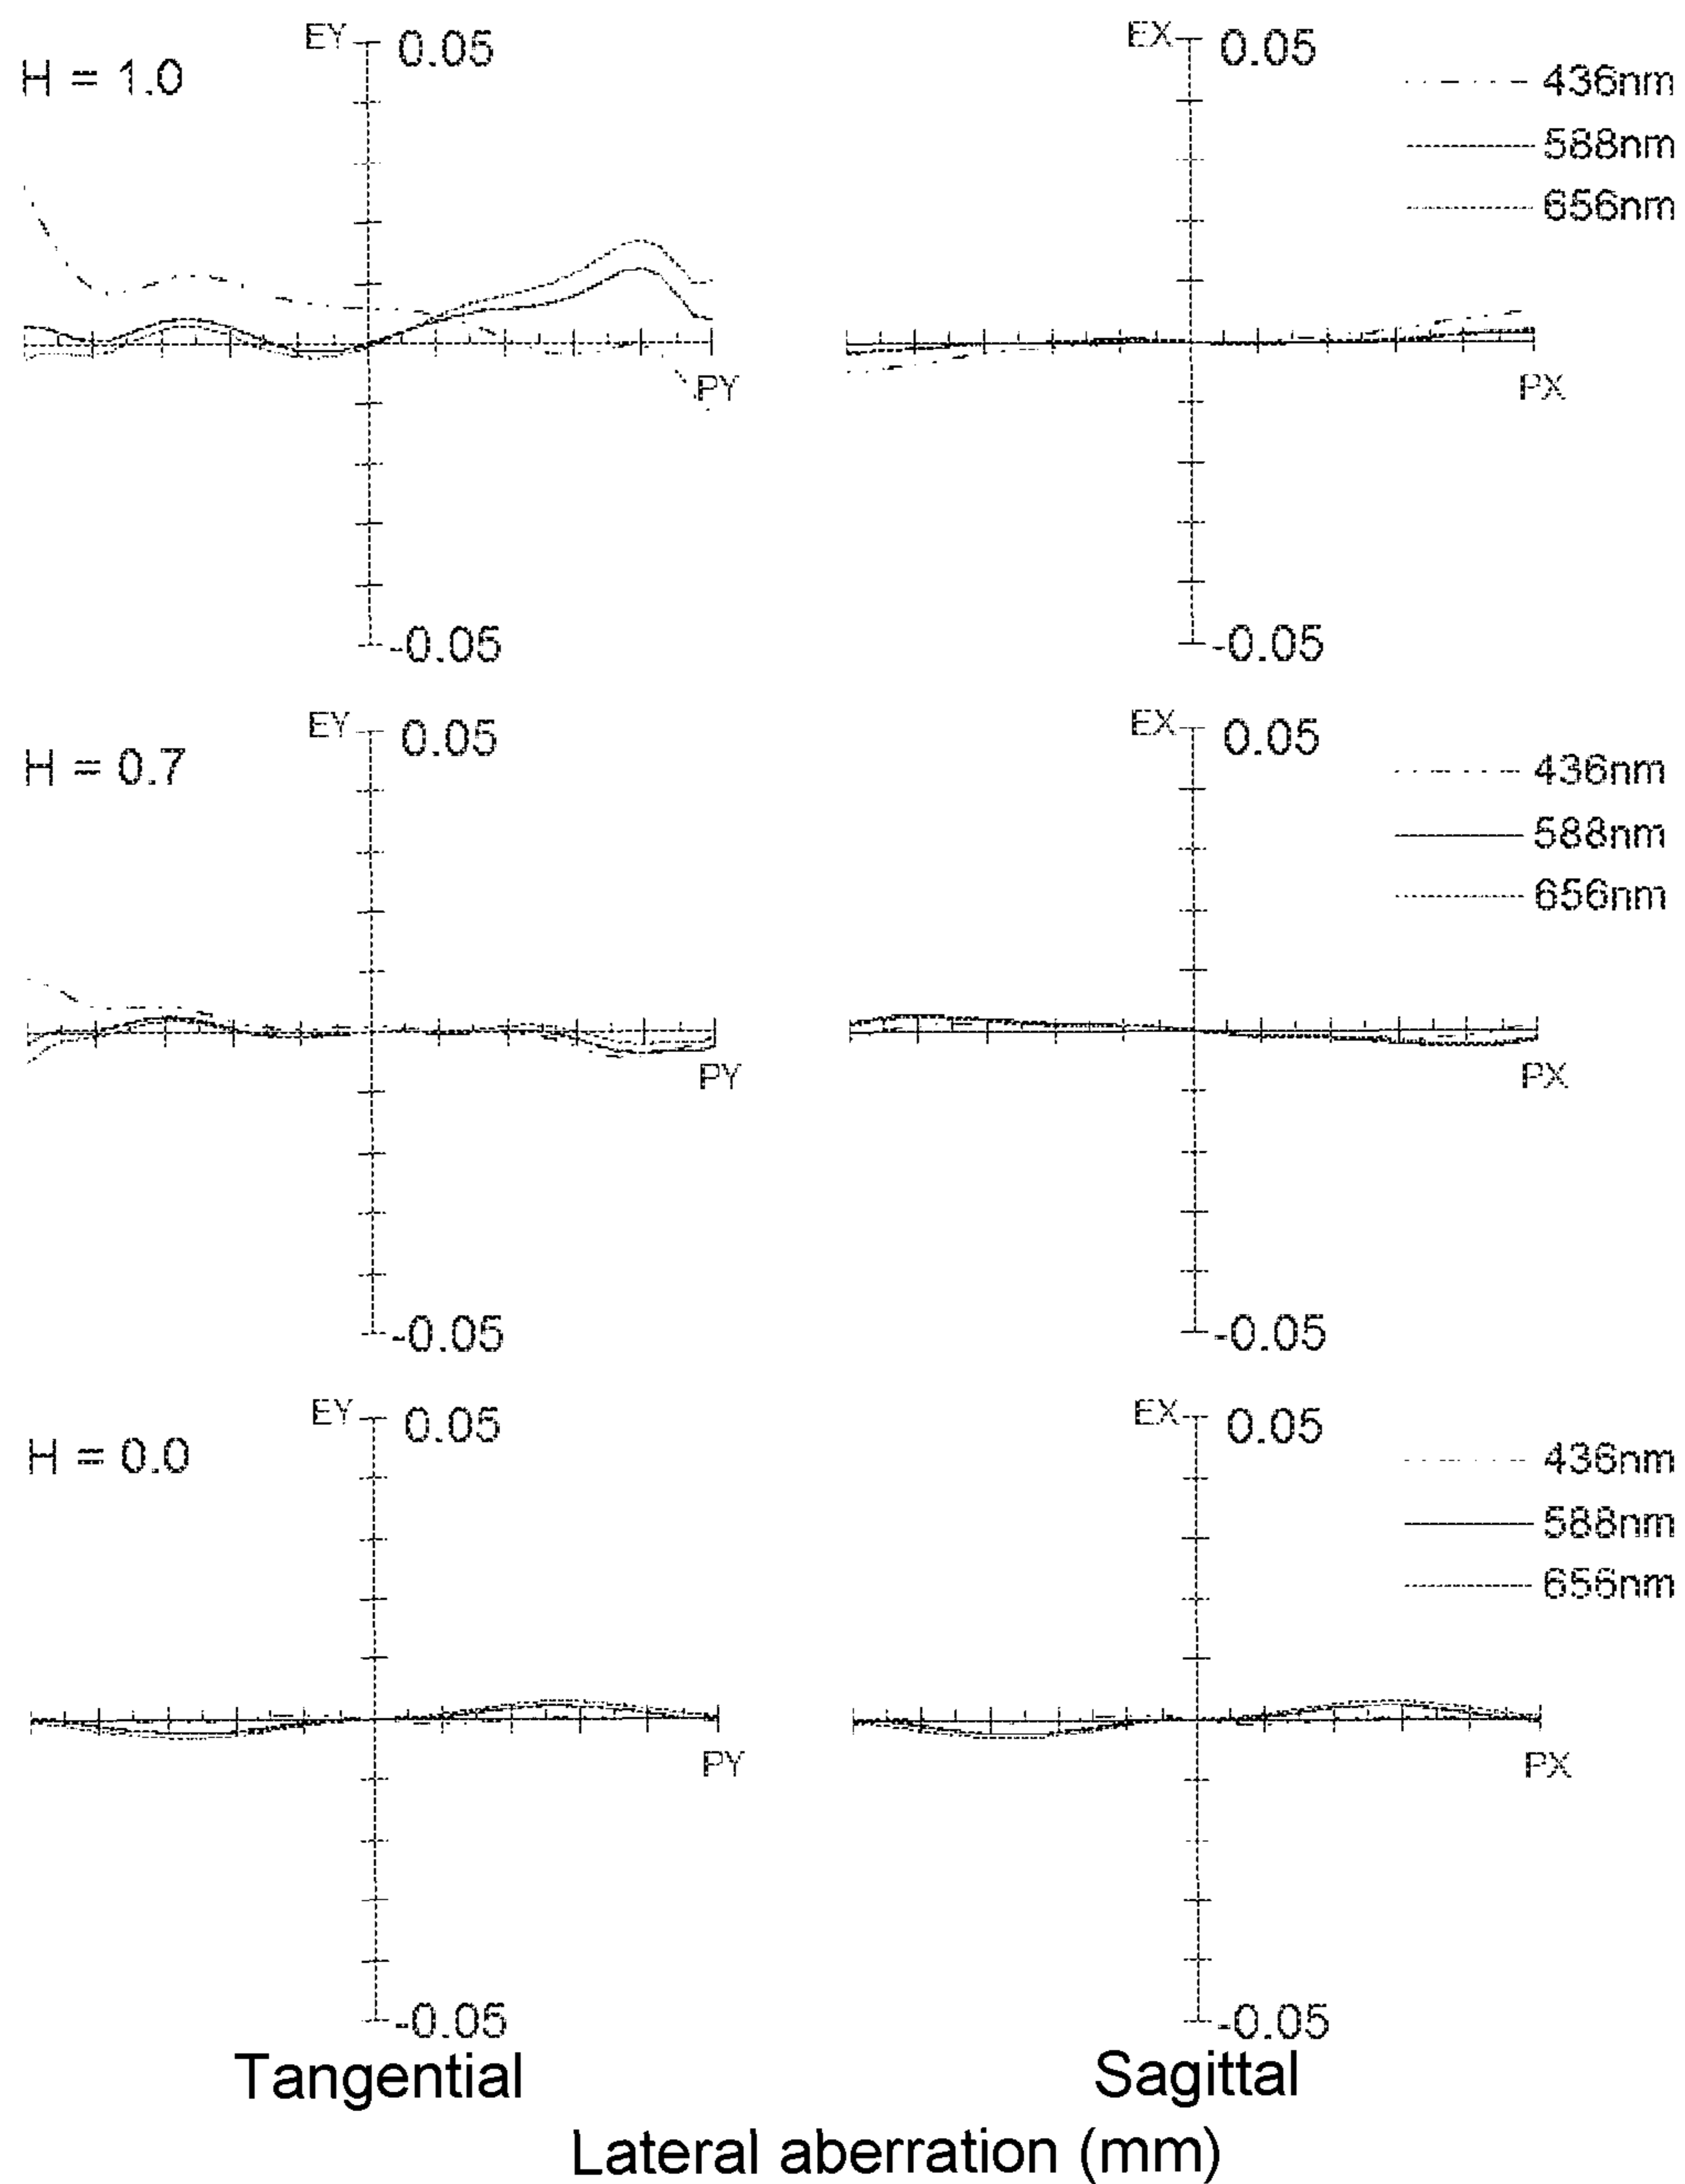 EY 0.05 EX 0.05
H = 1.0
436nm
588nm
656nm
PY PX
-0.05 -0.05
EY 0.05 EX 0.05
H = 0.7
436nm
588nm
656nm
PY PX
-0.05 -0.05
EY 0.05 EX 0.05
H = 0.0
436nm
588nm
656nm
PY PX
-0.05 -0.05
Tangential Sagittal
Lateral aberration (mm)